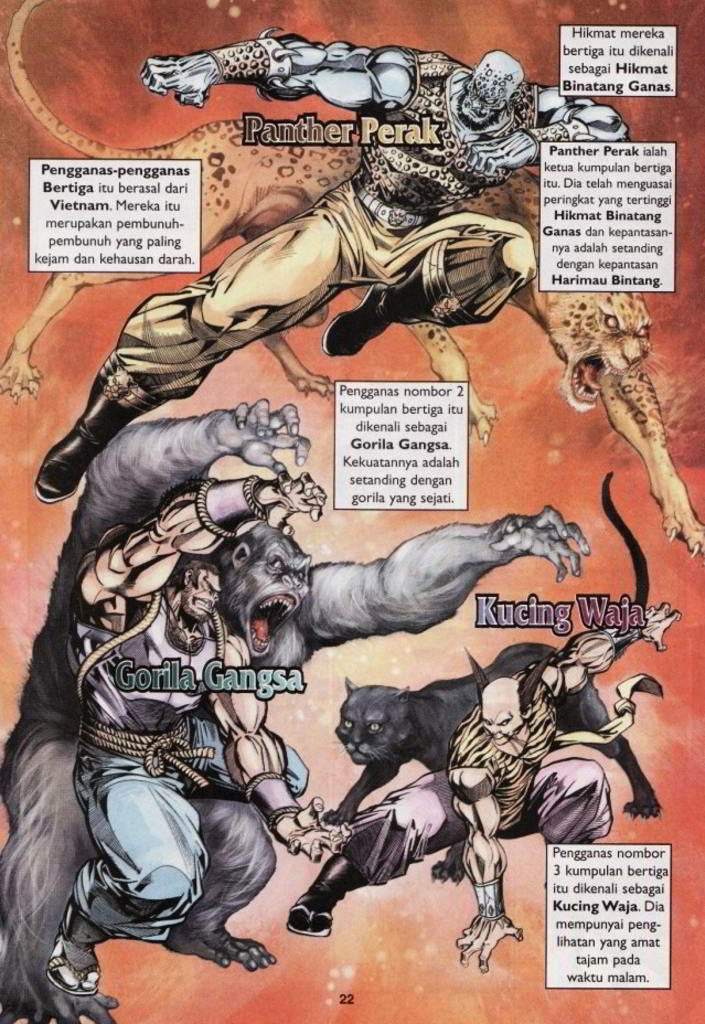 Hikmat mereka
bertiga itu dikenali
sebagai Hikmat
Binatang Ganas.
Panther Perak
Pengganas-pengganas
Bertiga itu berasal dari
Vietnam. Mereka itu
merupakan pembunuh-
pembunuh yang paling
kejam dan kehausan darah.
Panther Perak ialah
ketua kumpulan bertiga
itu. Dia telah menguasai
peringkat yang tertinggi
Hikmat Binatang
Ganas dan kepantasan-
nya adalah setanding
dengan kepantasan
Harimau Bintang.
Pengganas nombor 2
kumpulan bertiga itu
dikenali sebagai
Gorila Gangsa.
Kekuatannya adalah
setanding dengan
gorila yang sejati.
Kucing Waja
Gorila Gangsa
Pengganas nombor
3 kumpulan bertiga
itu dikenali sebagai
Kucing Waja. Dia
mempunyai peng-
lihatan yang amat
tajam pada
waktu malam.
22